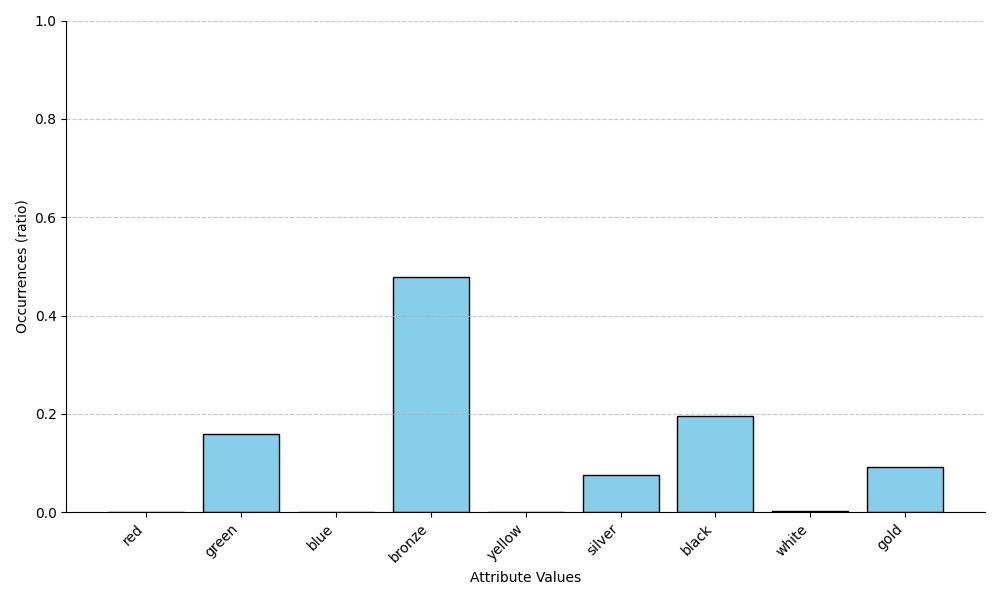 1.0
0.8
0.6
0.4
0.2
0.0
Occurrences (ratio)
red
green
blue
bronze
yellow
silver
black
white
gold
Attribute Values